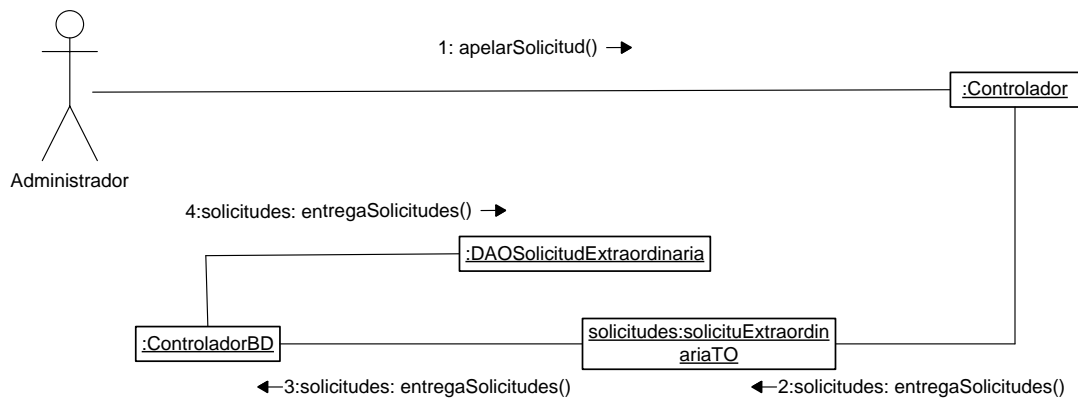 1: apelarSolicitud()
:Controlador
Administrador
4:solicitudes: entregaSolicitudes()
:DAOSolicitudExtraordinaria
:ControladorBD
solicitudes:solicituExtraordin
ariaTO
3:solicitudes: entregaSolicitudes()
2:solicitudes: entregaSolicitudes()